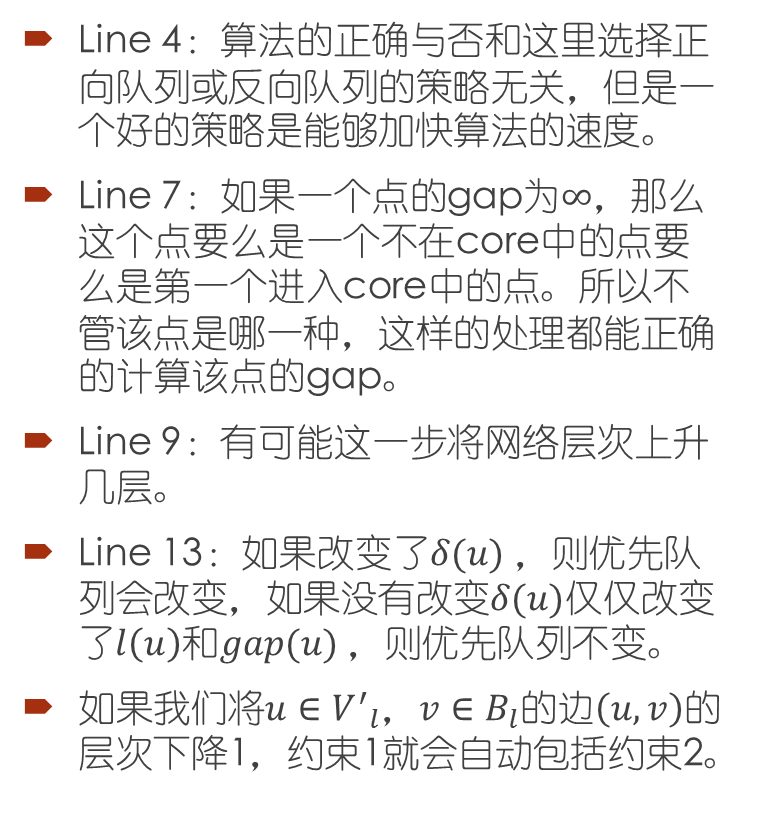 Line 4：算法的正确与否和这里选择正
向队列或反向队列的策略无关，但是一
个好的策略是能够加快算法的速度。
Line 7：如果一个点的gap为∞，那么
这个点要么是一个不在core中的点要
么是第一个进入core中的点。所以不
管该点是哪一种，这样的处理都能正确
的计算该点的gap。
Line 9：有可能这一步将网络层次上升
几层。
Line 13：如果改变了δ(u) ，则优先队
列会改变，如果没有改变δ(u)仅仅改变
了l(u)和gap(u) ，则优先队列不变。
如果我们将u ∈ V′ₗ，v ∈ Bₗ的边(u, v)的
层次下降1，约束1就会自动包括约束2。